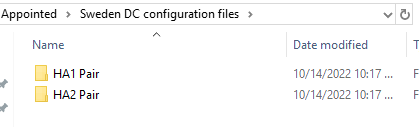 Appointed > Sweden DC configuration files >
Name Date modified
HA1 Pair 10/14/2022 10:17 ... F
HA2 Pair 10/14/2022 10:17 ... F